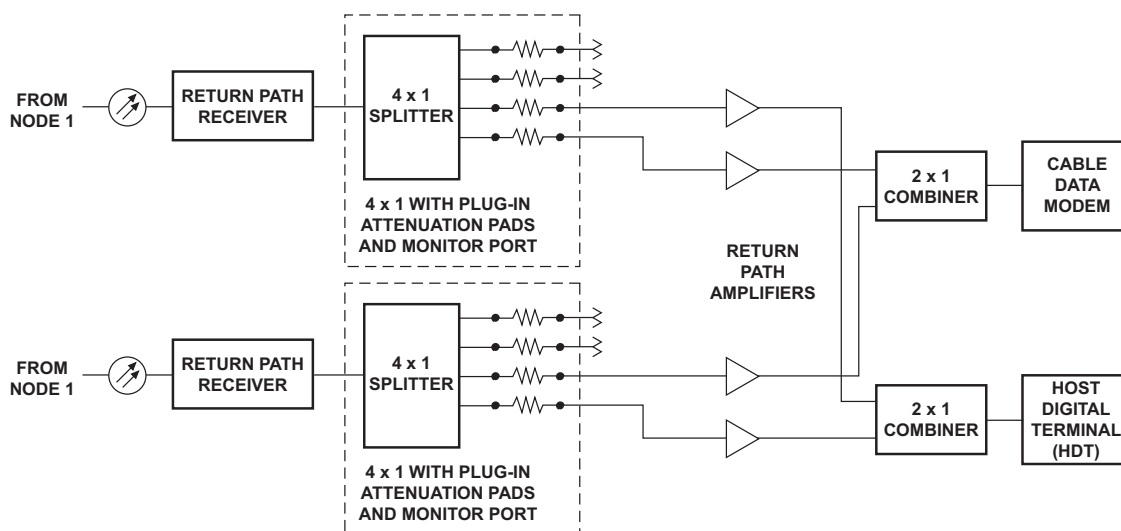 FROM
NODE 1
RETURN PATH
RECEIVER
4 x 1
SPLITTER
4 x 1 WITH PLUG-IN
ATTENUATION PADS
AND MONITOR PORT
RETURN
PATH
AMPLIFIERS
2 x 1
COMBINER
CABLE
DATA
MODEM
FROM
NODE 1
RETURN PATH
RECEIVER
4 x 1
SPLITTER
4 x 1 WITH PLUG-IN
ATTENUATION PADS
AND MONITOR PORT
2 x 1
COMBINER
HOST
DIGITAL
TERMINAL
(HDT)